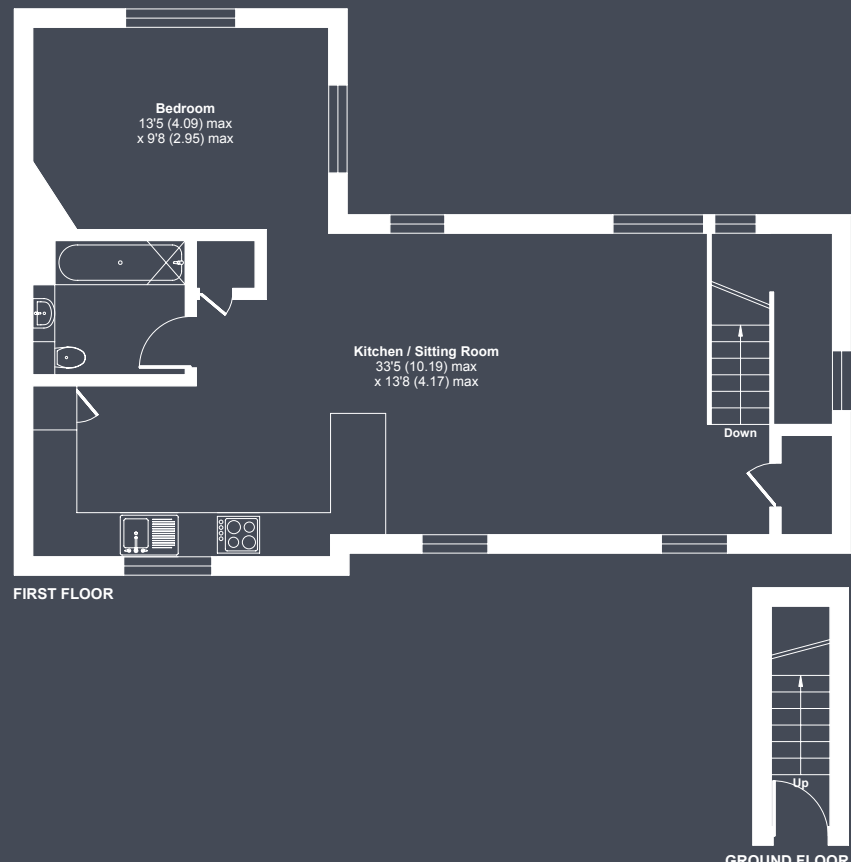 Bedroom
13'5 (4.09) max
x 9'8 (2.95) max
Kitchen / Sitting Room
33'5 (10.19) max
x 13'8 (4.17) max
Down
FIRST FLOOR
Up
GROUND FLOOR